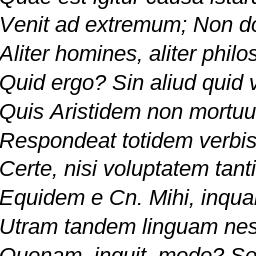 Quae est igitur causa istar
Venit ad extremum; Non do
Aliter homines, aliter philos
Quid ergo? Sin aliud quid v
Quis Aristidem non mortuu
Respondeat totidem verbis
Certe, nisi voluptatem tanti
Equidem e Cn. Mihi, inqua
Utram tandem linguam nes
Quonam, inquit, modo? Se